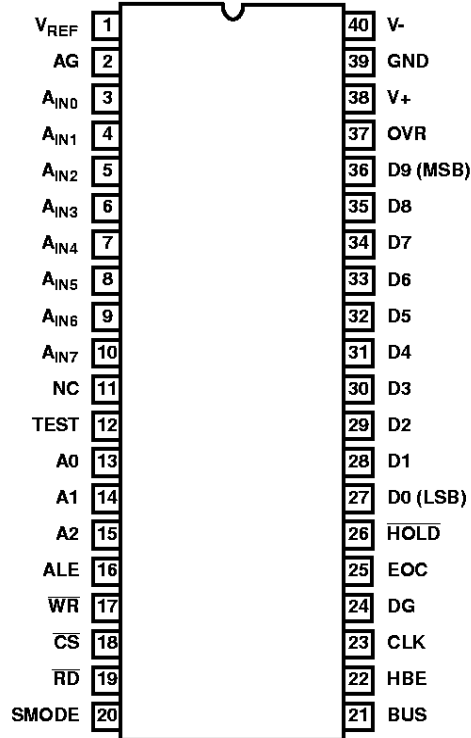 V_REF 1 40 V-
AG 2 39 GND
A_IN0 3 38 V+
A_IN1 4 37 OVR
A_IN2 5 36 D9 (MSB)
A_IN3 6 35 D8
A_IN4 7 34 D7
A_IN5 8 33 D6
A_IN6 9 32 D5
A_IN7 10 31 D4
NC 11 30 D3
TEST 12 29 D2
A0 13 28 D1
A1 14 27 D0 (LSB)
A2 15 26 H̅O̅L̅D̅
ALE 16 25 EOC
W̅R̅ 17 24 DG
C̅S̅ 18 23 CLK
R̅D̅ 19 22 HBE
SMODE 20 21 BUS